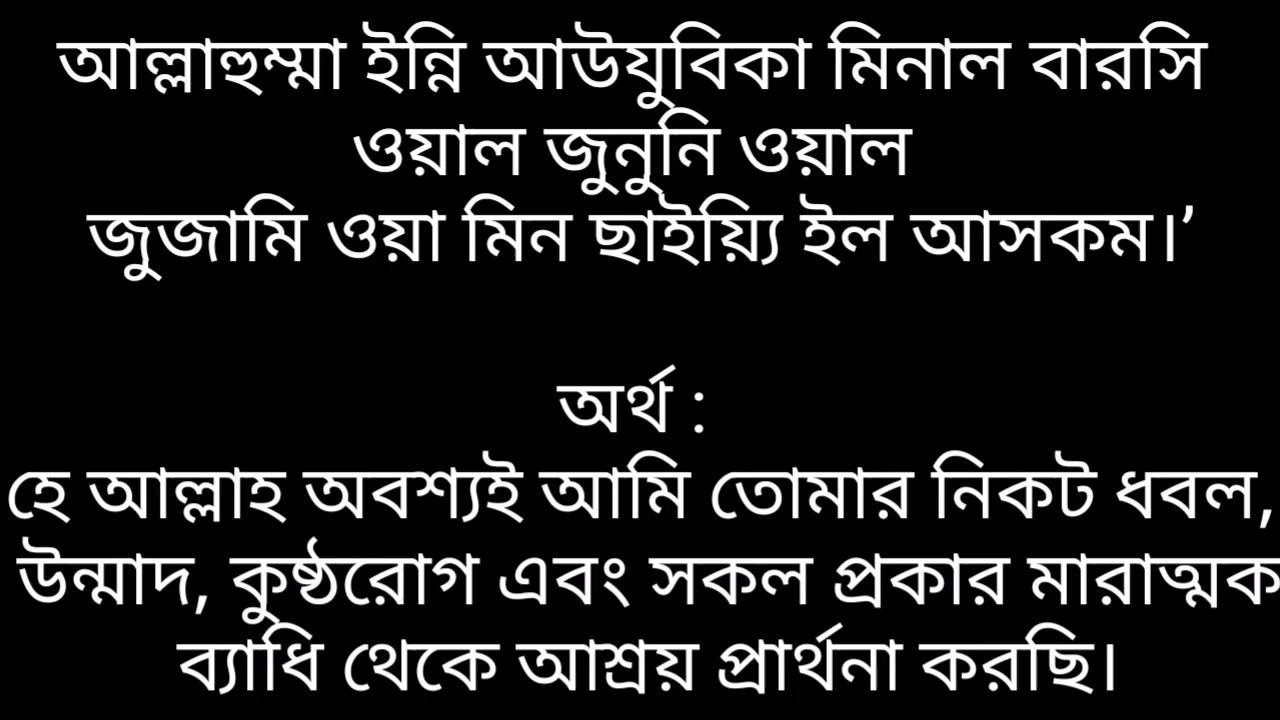 আল্লাহুম্মা ইন্নি আউযুবিকা মিনাল বারসি
ওয়াল জুনুনি ওয়াল
জুজামি ওয়া মিন ছাইয়্যি ইল আসকম।’
অর্থ :
হে আল্লাহ অবশ্যই আমি তোমার নিকট ধবল,
উন্মাদ, কুষ্ঠরোগ এবং সকল প্রকার মারাত্মক
ব্যাধি থেকে আশ্রয় প্রার্থনা করছি।